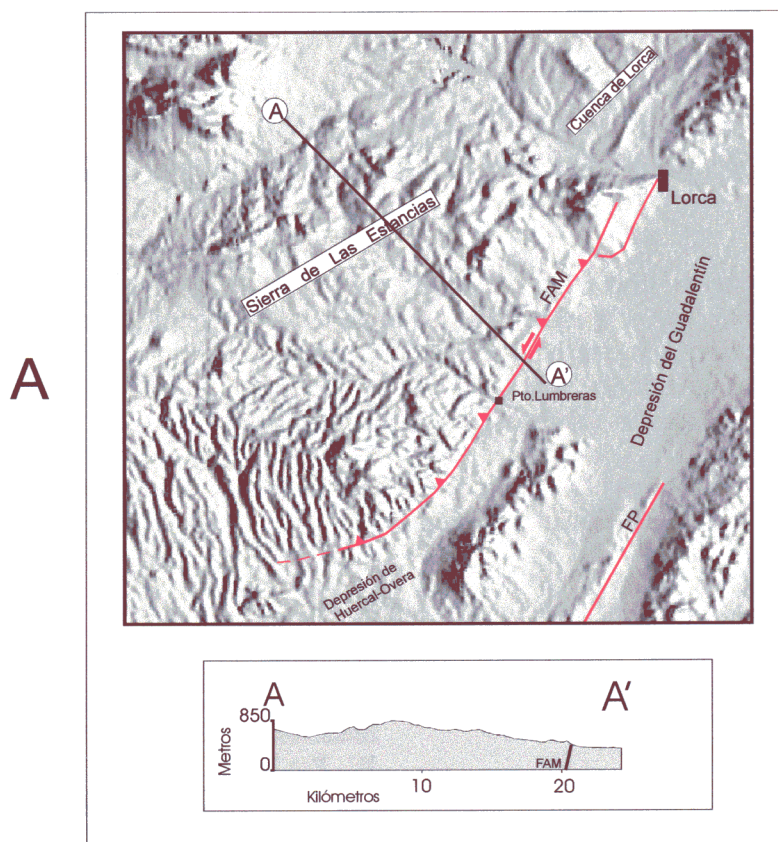 A
A
Cuenca de Lorca
Lorca
Sierra de Las Estancias
FAM
Depresión del Guadalentín
A'
Pto.Lumbreras
FP
Depresión de
Huercal-Overa
A
A'
850
Metros
0
FAM
10
20
Kilómetros